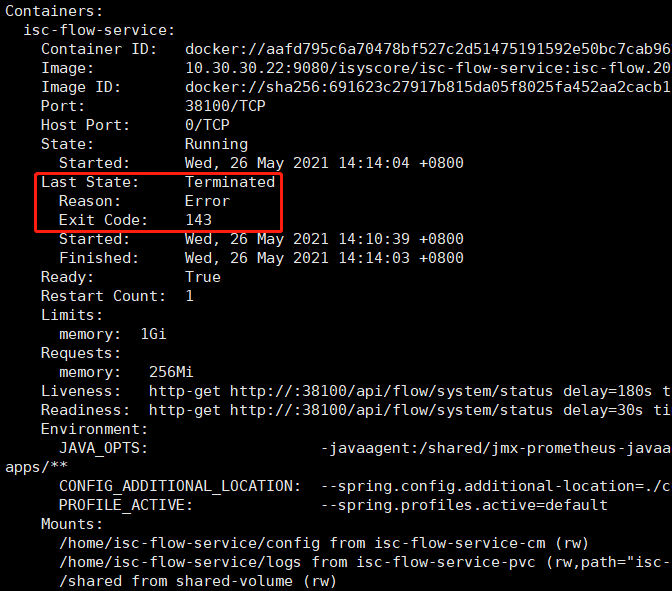 Containers:
isc-flow-service:
Container ID: docker://aafd795c6a70478bf527c2d51475191592e50bc7cab96
Image: 10.30.30.22:9080/isyscore/isc-flow-service:isc-flow.20
Image ID: docker://sha256:691623c27917b815da05f8025fa452aa2cacb1
Port: 38100/TCP
Host Port: 0/TCP
State: Running
Started: Wed, 26 May 2021 14:14:04 +0800
Last State: Terminated
Reason: Error
Exit Code: 143
Started: Wed, 26 May 2021 14:10:39 +0800
Finished: Wed, 26 May 2021 14:14:03 +0800
Ready: True
Restart Count: 1
Limits:
memory: 1Gi
Requests:
memory: 256Mi
Liveness: http-get http://:38100/api/flow/system/status delay=180s t
Readiness: http-get http://:38100/api/flow/system/status delay=30s ti
Environment:
JAVA_OPTS: -javaagent:/shared/jmx-prometheus-javaa
apps/**
CONFIG_ADDITIONAL_LOCATION: --spring.config.additional-location=./c
PROFILE_ACTIVE: --spring.profiles.active=default
Mounts:
/home/isc-flow-service/config from isc-flow-service-cm (rw)
/home/isc-flow-service/logs from isc-flow-service-pvc (rw,path="isc-
/shared from shared-volume (rw)